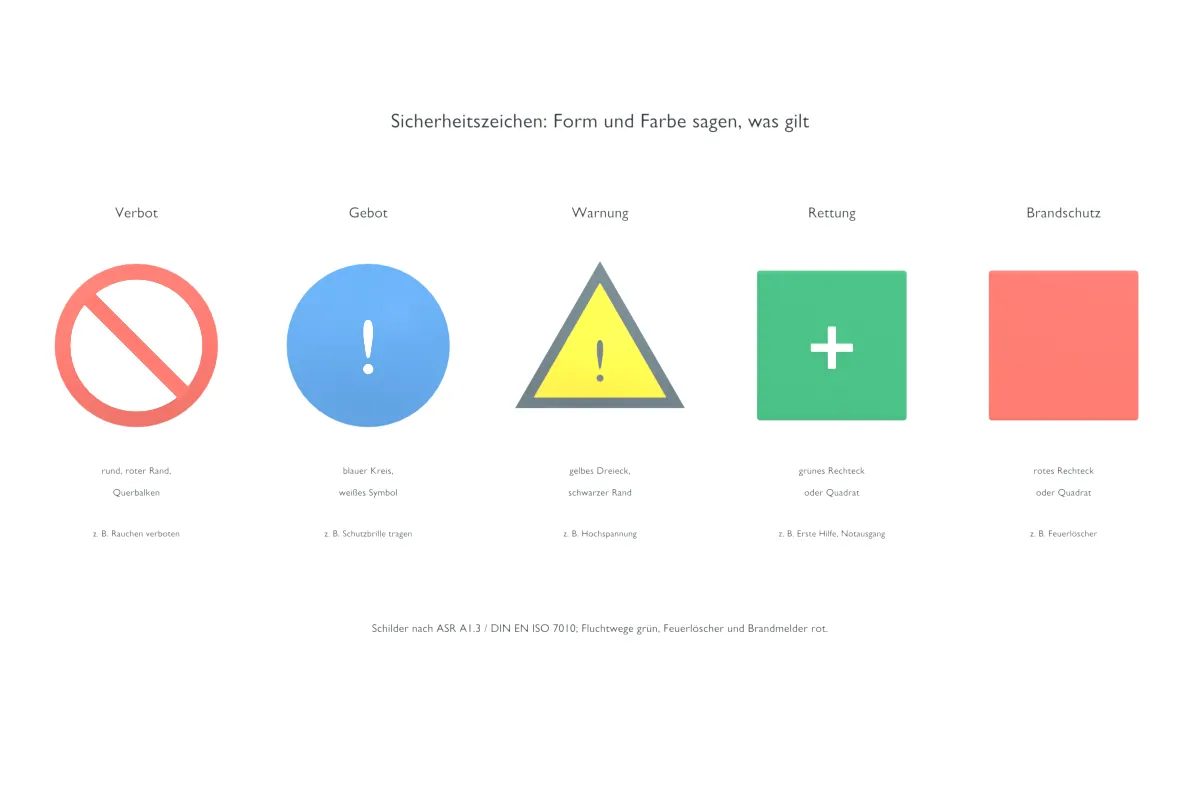 Sicherheitszeichen: Form und Farbe sagen, was gilt
Verbot
Gebot
Warnung
Rettung
Brandschutz
!
!
+
rund, roter Rand,
Querbalken
z. B. Rauchen verboten
blauer Kreis,
weißes Symbol
z. B. Schutzbrille tragen
gelbes Dreieck,
schwarzer Rand
z. B. Hochspannung
grünes Rechteck
oder Quadrat
z. B. Erste Hilfe, Notausgang
rotes Rechteck
oder Quadrat
z. B. Feuerlöscher
Schilder nach ASR A1.3 / DIN EN ISO 7010; Fluchtwege grün, Feuerlöscher und Brandmelder rot.